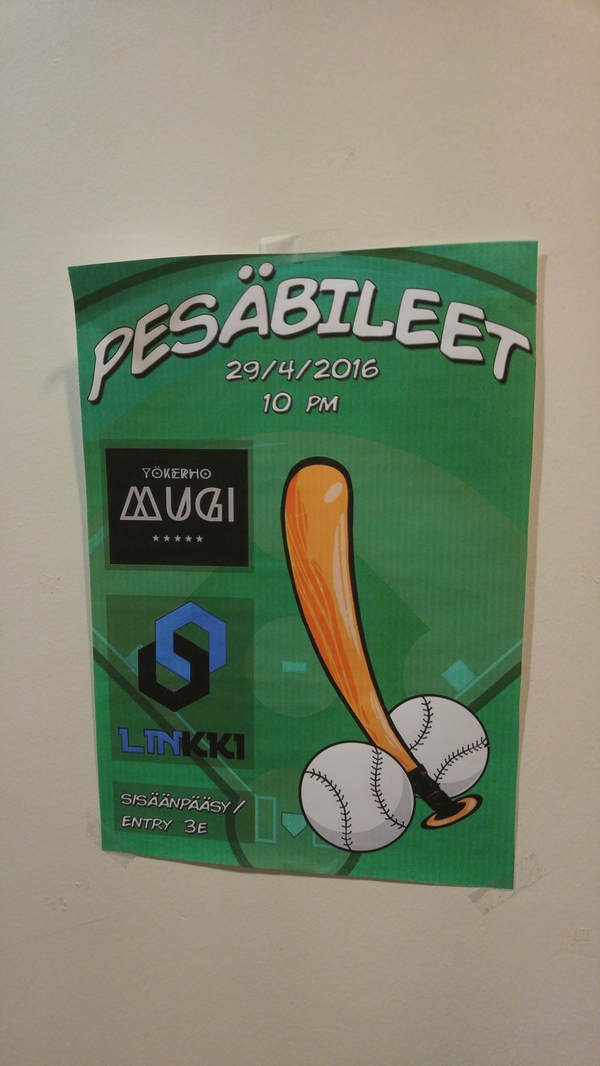 PESÄBILEET
29/4/2016
10 PM
YÖKERHO
MUGI
LINKKI
SISÄÄNPÄÄSY/
ENTRY 3E